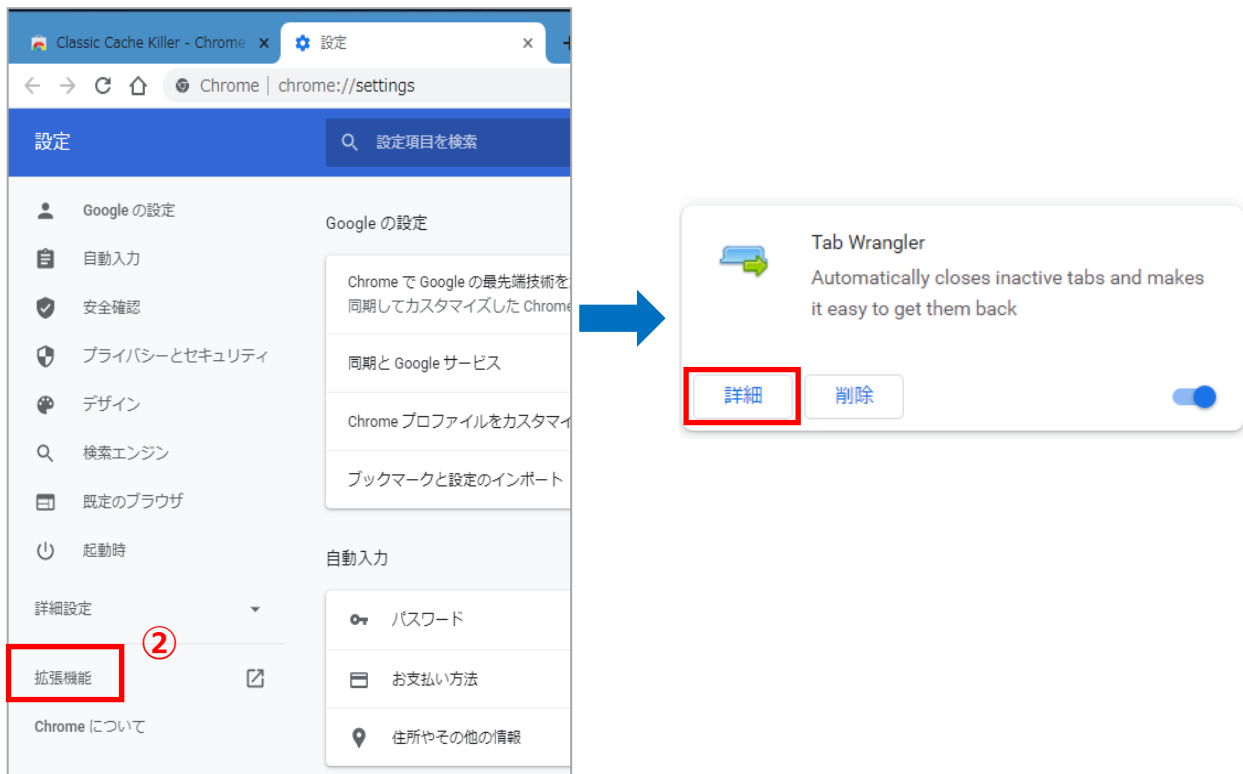 Classic Cache Killer - Chrome
設定
Chrome | chrome://settings
設定
設定項目を検索
Google の設定
自動入力
安全確認
プライバシーとセキュリティ
デザイン
検索エンジン
既定のブラウザ
起動時
詳細設定
②
拡張機能
Chrome について
Google の設定
Chrome で Google の最先端技術を
同期してカスタマイズした Chrome
同期と Google サービス
Chrome プロファイルをカスタマイ
ブックマークと設定のインポート
自動入力
パスワード
お支払い方法
住所やその他の情報
Tab Wrangler
Automatically closes inactive tabs and makes
it easy to get them back
詳細
削除